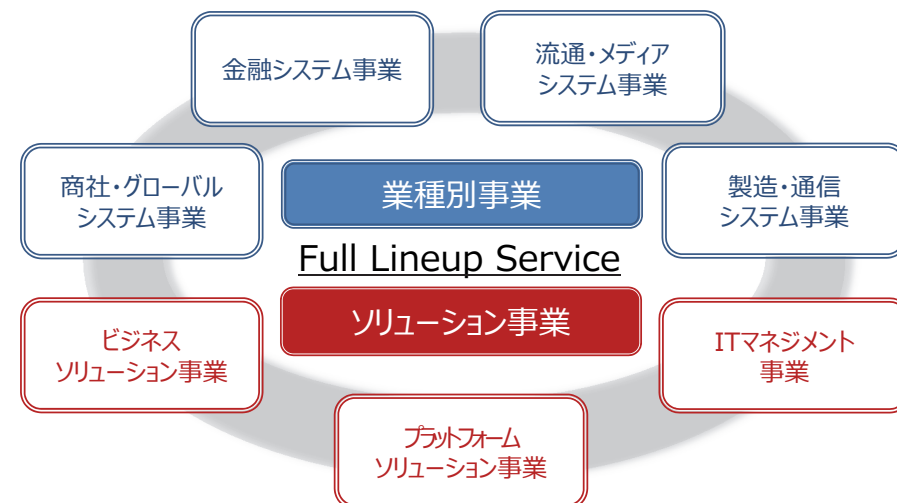 金融システム事業
流通・メディア
システム事業
商社・グローバル
システム事業
業種別事業
製造・通信
システム事業
Full Lineup Service
ソリューション事業
ビジネス
ソリューション事業
ITマネジメント
事業
プラットフォーム
ソリューション事業